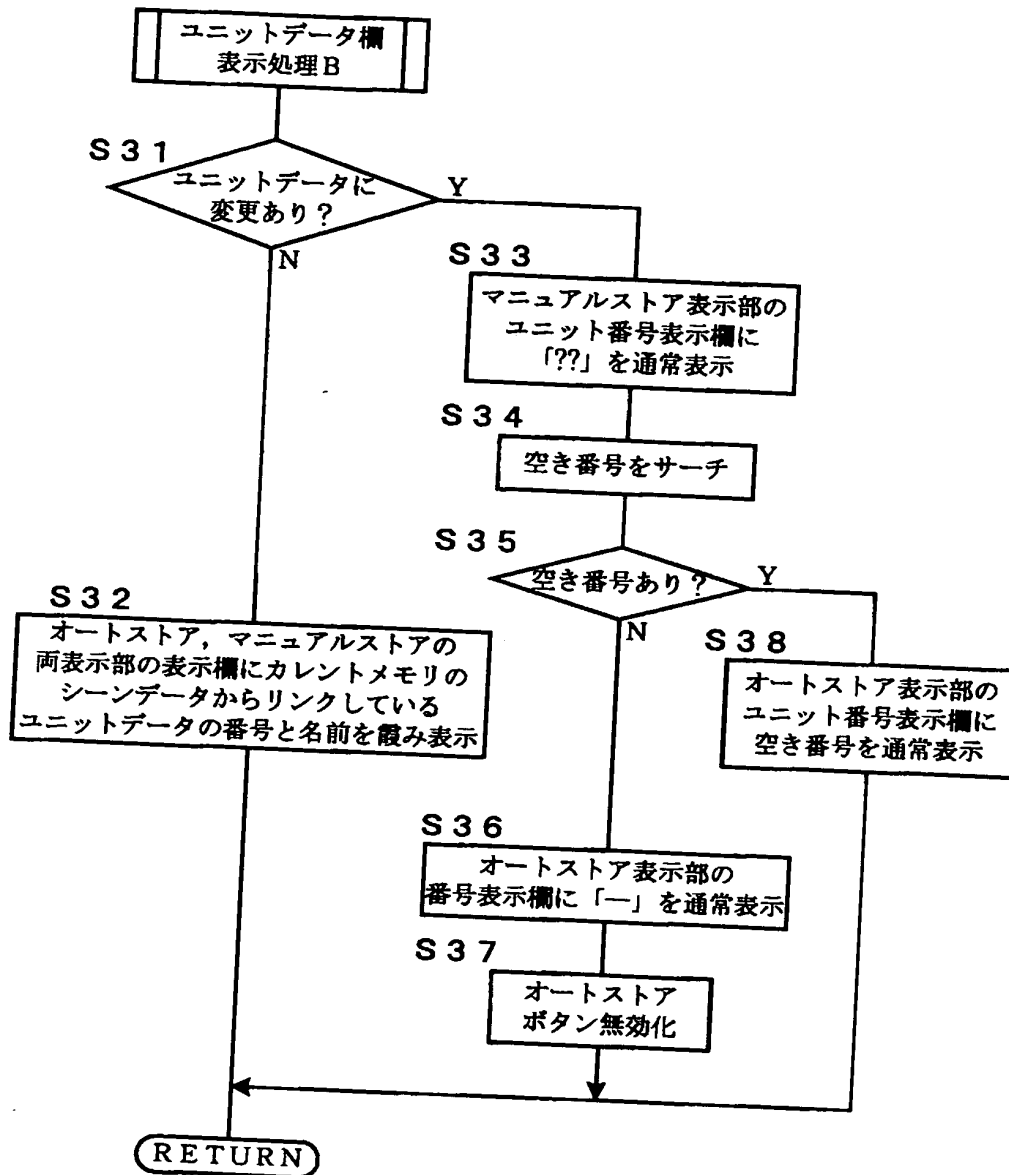 ユニットデータ欄
表示処理B
S31
ユニットデータに
変更あり?
Y
N
S33
マニュアルストア表示部の
ユニット番号表示欄に
「??」を通常表示
S34
空き番号をサーチ
S35
空き番号あり?
Y
N
S32
オートストア,マニュアルストアの
両表示部の表示欄にカレントメモリの
シーンデータからリンクしている
ユニットデータの番号と名前を霞み表示
S38
オートストア表示部の
ユニット番号表示欄に
空き番号を通常表示
S36
オートストア表示部の
番号表示欄に「―」を通常表示
S37
オートストア
ボタン無効化
RETURN